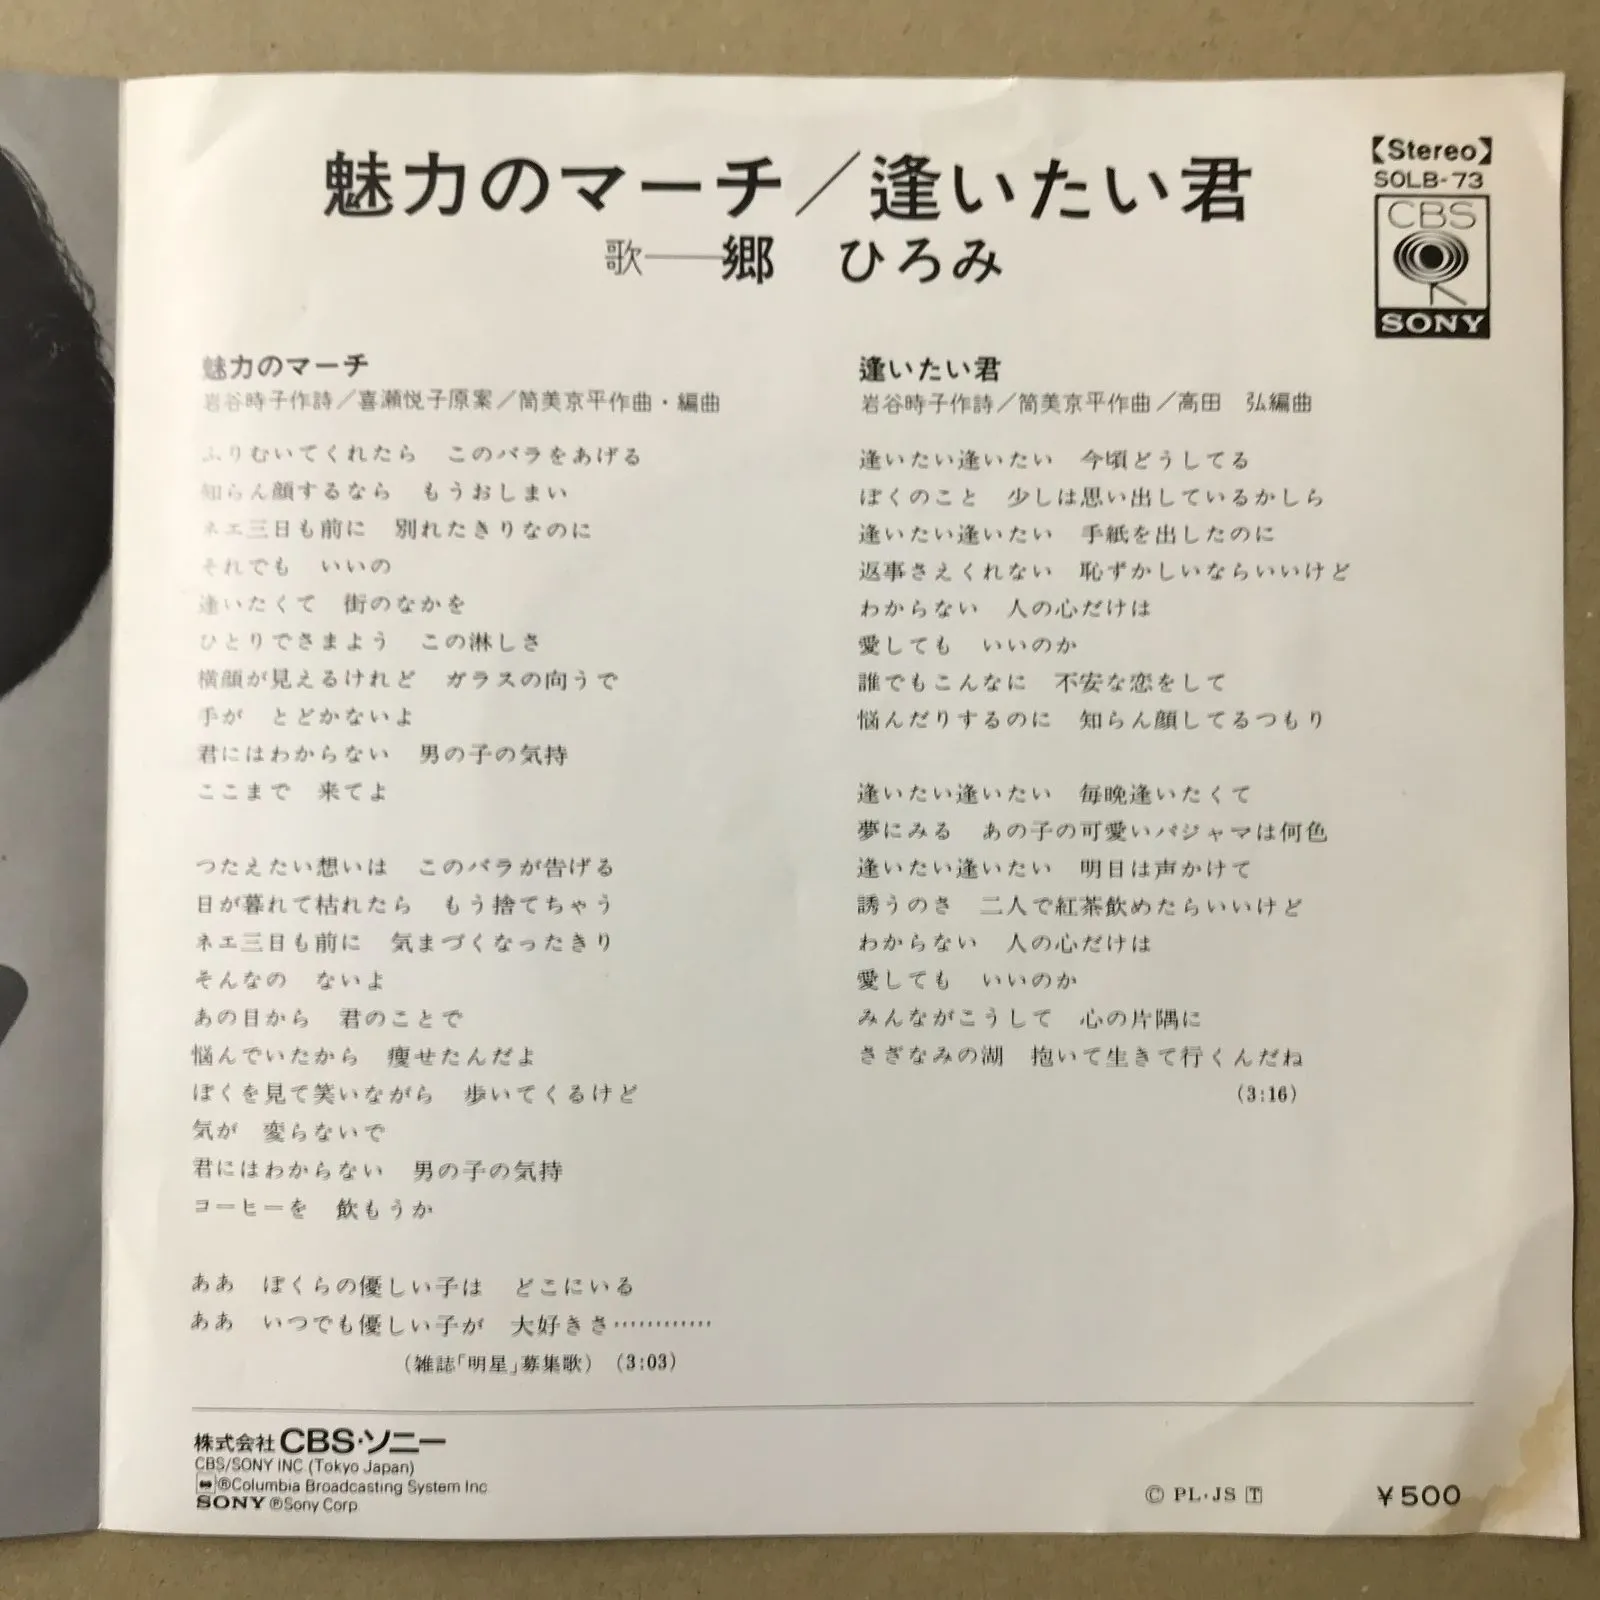 魅力のマーチ／逢いたい君
歌──郷　ひろみ
【Stereo】
SOLB-73
CBS
SONY
魅力のマーチ
岩谷時子作詩／喜瀬悦子原案／筒美京平作曲・編曲
ふりむいてくれたら　このバラをあげる
知らん顔するなら　もうおしまい
ネエ三日も前に　別れたきりなのに
それでも　いいの
逢いたくて　街のなかを
ひとりでさまよう　この淋しさ
横顔が見えるけれど　ガラスの向うで
手が　とどかないよ
君にはわからない　男の子の気持
ここまで　来てよ
つたえたい想いは　このバラが告げる
日が暮れて枯れたら　もう捨てちゃう
ネエ三日も前に　気まづくなったきり
そんなの　ないよ
あの日から　君のことで
悩んでいたから　痩せたんだよ
ぼくを見て笑いながら　歩いてくるけど
気が　変らないで
君にはわからない　男の子の気持
コーヒーを　飲もうか
ああ　ぼくらの優しい子は　どこにいる
ああ　いつでも優しい子が　大好きさ…………
（雑誌「明星」募集歌）（3:03）
逢いたい君
岩谷時子作詩／筒美京平作曲／高田　弘編曲
逢いたい逢いたい　今頃どうしてる
ぼくのこと　少しは思い出しているかしら
逢いたい逢いたい　手紙を出したのに
返事さえくれない　恥ずかしいならいいけど
わからない　人の心だけは
愛しても　いいのか
誰でもこんなに　不安な恋をして
悩んだりするのに　知らん顔してるつもり
逢いたい逢いたい　毎晩逢いたくて
夢にみる　あの子の可愛いパジャマは何色
逢いたい逢いたい　明日は声かけて
誘うのさ　二人で紅茶飲めたらいいけど
わからない　人の心だけは
愛しても　いいのか
みんながこうして　心の片隅に
さざなみの湖　抱いて生きて行くんだね
（3:16）
株式会社 CBS・ソニー
CBS/SONY INC (Tokyo Japan)
®Columbia Broadcasting System Inc
SONY ®Sony Corp
© PL・JS T
¥500